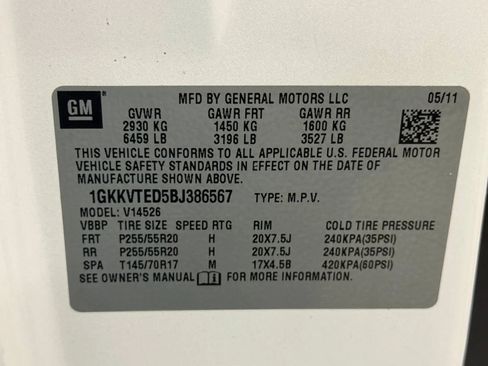 GM
MFD BY GENERAL MOTORS LLC 05/11
GVWR GAWR FRT GAWR RR
2930 KG 1450 KG 1600 KG
6459 LB 3196 LB 3527 LB
THIS VEHICLE CONFORMS TO ALL APPLICABLE U.S. FEDERAL MOTOR
VEHICLE SAFETY STANDARDS IN EFFECT ON THE DATE OF
MANUFACTURE SHOWN ABOVE.
1GKKVTED5BJ386567 TYPE: M.P.V.
MODEL: V14526
VBBP TIRE SIZE SPEED RTG RIM COLD TIRE PRESSURE
FRT P255/55R20 H 20X7.5J 240KPA(35PSI)
RR P255/55R20 H 20X7.5J 240KPA(35PSI)
SPA T145/70R17 M 17X4.5B 420KPA(60PSI)
SEE OWNER'S MANUAL FOR MORE INFORMATION.